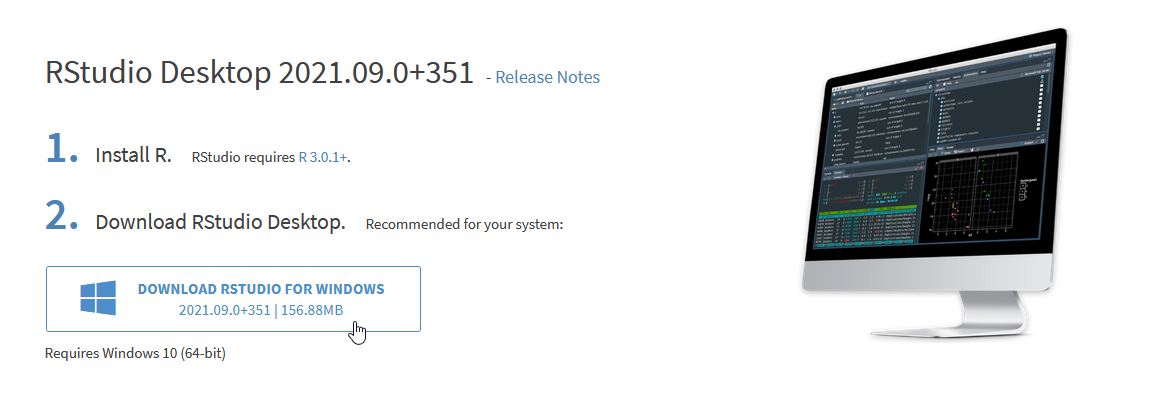 RStudio Desktop 2021.09.0+351 - Release Notes
1. Install R. RStudio requires R 3.0.1+.
2. Download RStudio Desktop. Recommended for your system:
DOWNLOAD RSTUDIO FOR WINDOWS
2021.09.0+351 | 156.88MB
Requires Windows 10 (64-bit)